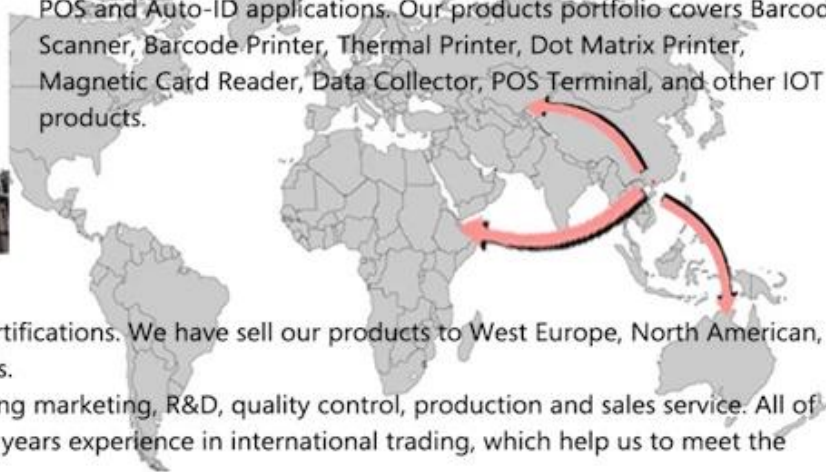 POS and Auto-ID applications. Our products portfolio covers Barcod
Scanner, Barcode Printer, Thermal Printer, Dot Matrix Printer,
Magnetic Card Reader, Data Collector, POS Terminal, and other IOT
products.
rtifications. We have sell our products to West Europe, North American,
s.
ng marketing, R&D, quality control, production and sales service. All of
years experience in international trading, which help us to meet the